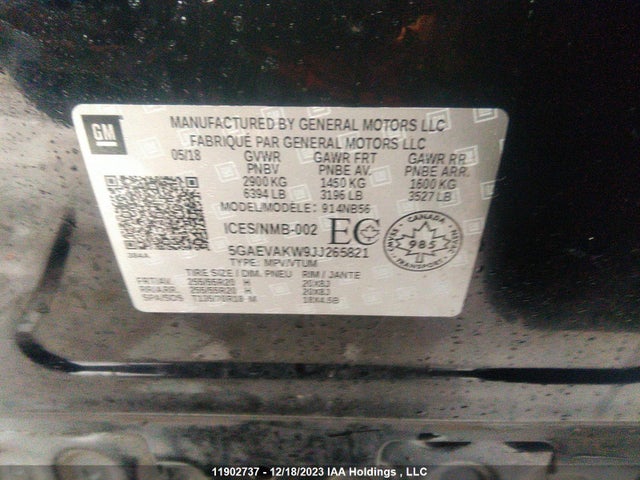 GM
MANUFACTURED BY GENERAL MOTORS LLC
FABRIQUÉ PAR GENERAL MOTORS LLC
05/18 GVWR GAWR FRT GAWR RR
PNBV PNBE AV. PNBE ARR.
2900 KG 1450 KG 1600 KG
6394 LB 3196 LB 3527 LB
MODEL/MODELE: 914NB56
ICES/NMB-002 EC
CANADA
985
TRANSPORT
5GAEVAKW9JJ265821
TYPE: MPV/VTUM
TIRE SIZE / DIM. PNEU RIM / JANTE
FRT/AV. 255/55R20 H 20X8J
RR/ARR. 255/55R20 H 20X8J
SPA/SDS T135/70R18 M 18X4.5B
11902737 - 12/18/2023 IAA Holdings , LLC